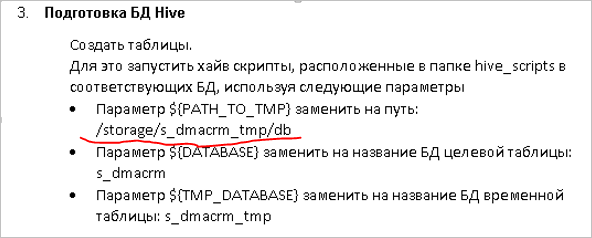 3. Подготовка БД Hive
Создать таблицы.
Для это запустить хайв скрипты, расположенные в папке hive_scripts в
соответствующих БД, используя следующие параметры
• Параметр ${PATH_TO_TMP} заменить на путь:
/storage/s_dmacrm_tmp/db
• Параметр ${DATABASE} заменить на название БД целевой таблицы:
s_dmacrm
• Параметр ${TMP_DATABASE} заменить на название БД временной
таблицы: s_dmacrm_tmp